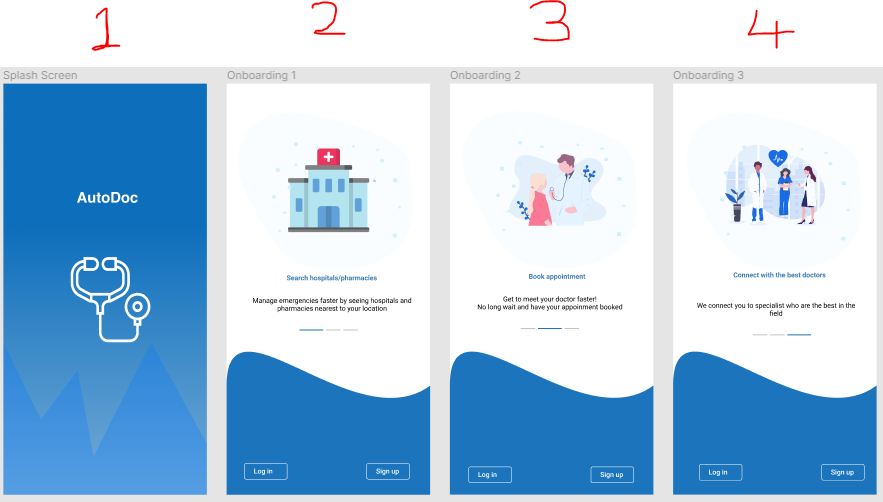 1 2 3 4
Splash Screen
AutoDoc
Onboarding 1
Search hospitals/pharmacies
Manage emergencies faster by seeing hospitals and
pharmacies nearest to your location
Log in
Sign up
Onboarding 2
Book appointment
Get to meet your doctor faster!
No long wait and have your appoinment booked
Log in
Sign up
Onboarding 3
Connect with the best doctors
We connect you to specialist who are the best in the
field
Log in
Sign up